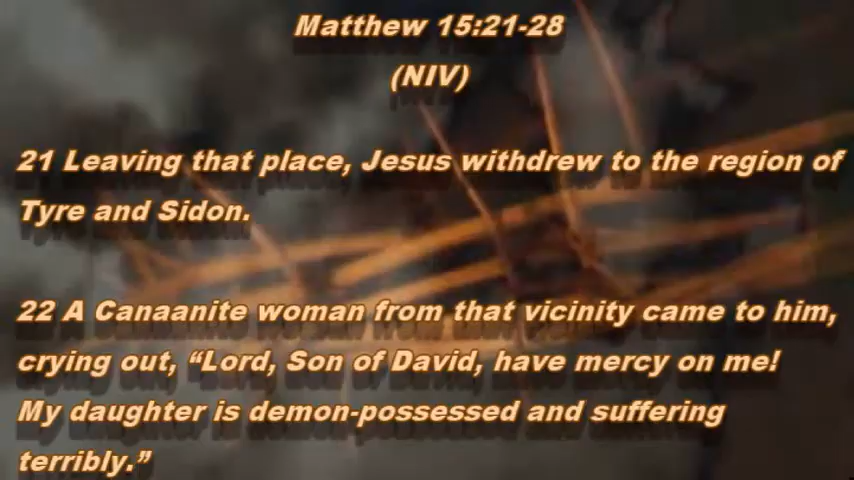 Matthew 15:21-28
(NIV)
21 Leaving that place, Jesus withdrew to the region of
Tyre and Sidon.
22 A Canaanite woman from that vicinity came to him,
crying out, “Lord, Son of David, have mercy on me!
My daughter is demon-possessed and suffering
terribly.”